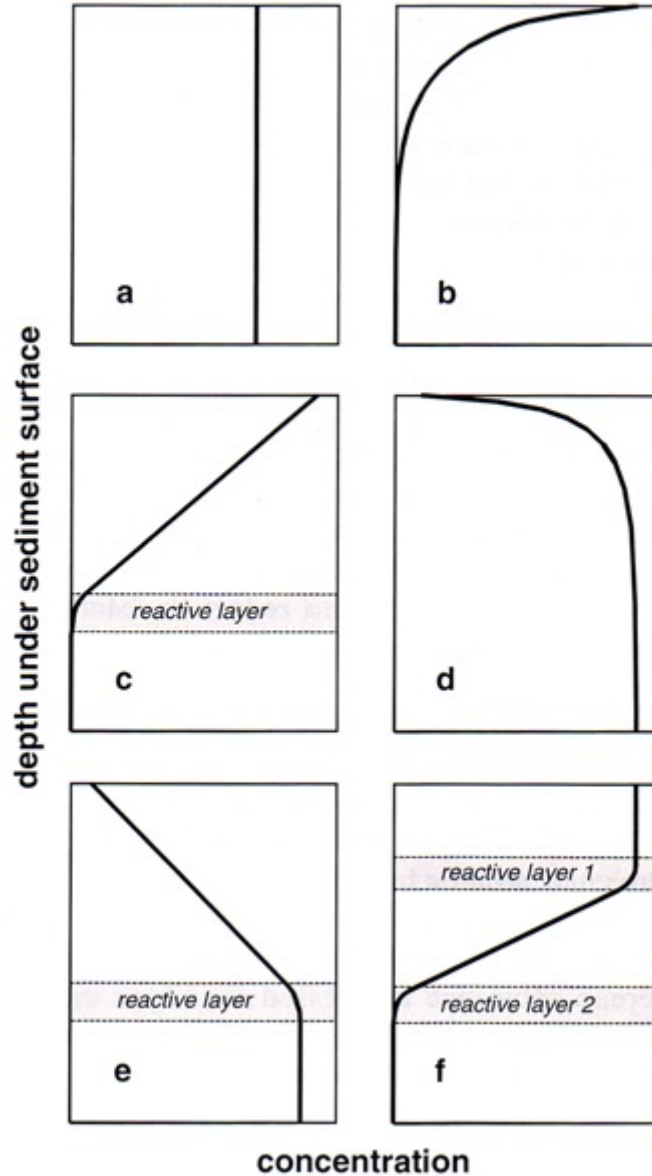 a
b
reactive layer
c
d
depth under sediment surface
reactive layer 1
reactive layer
reactive layer 2
e
f
concentration